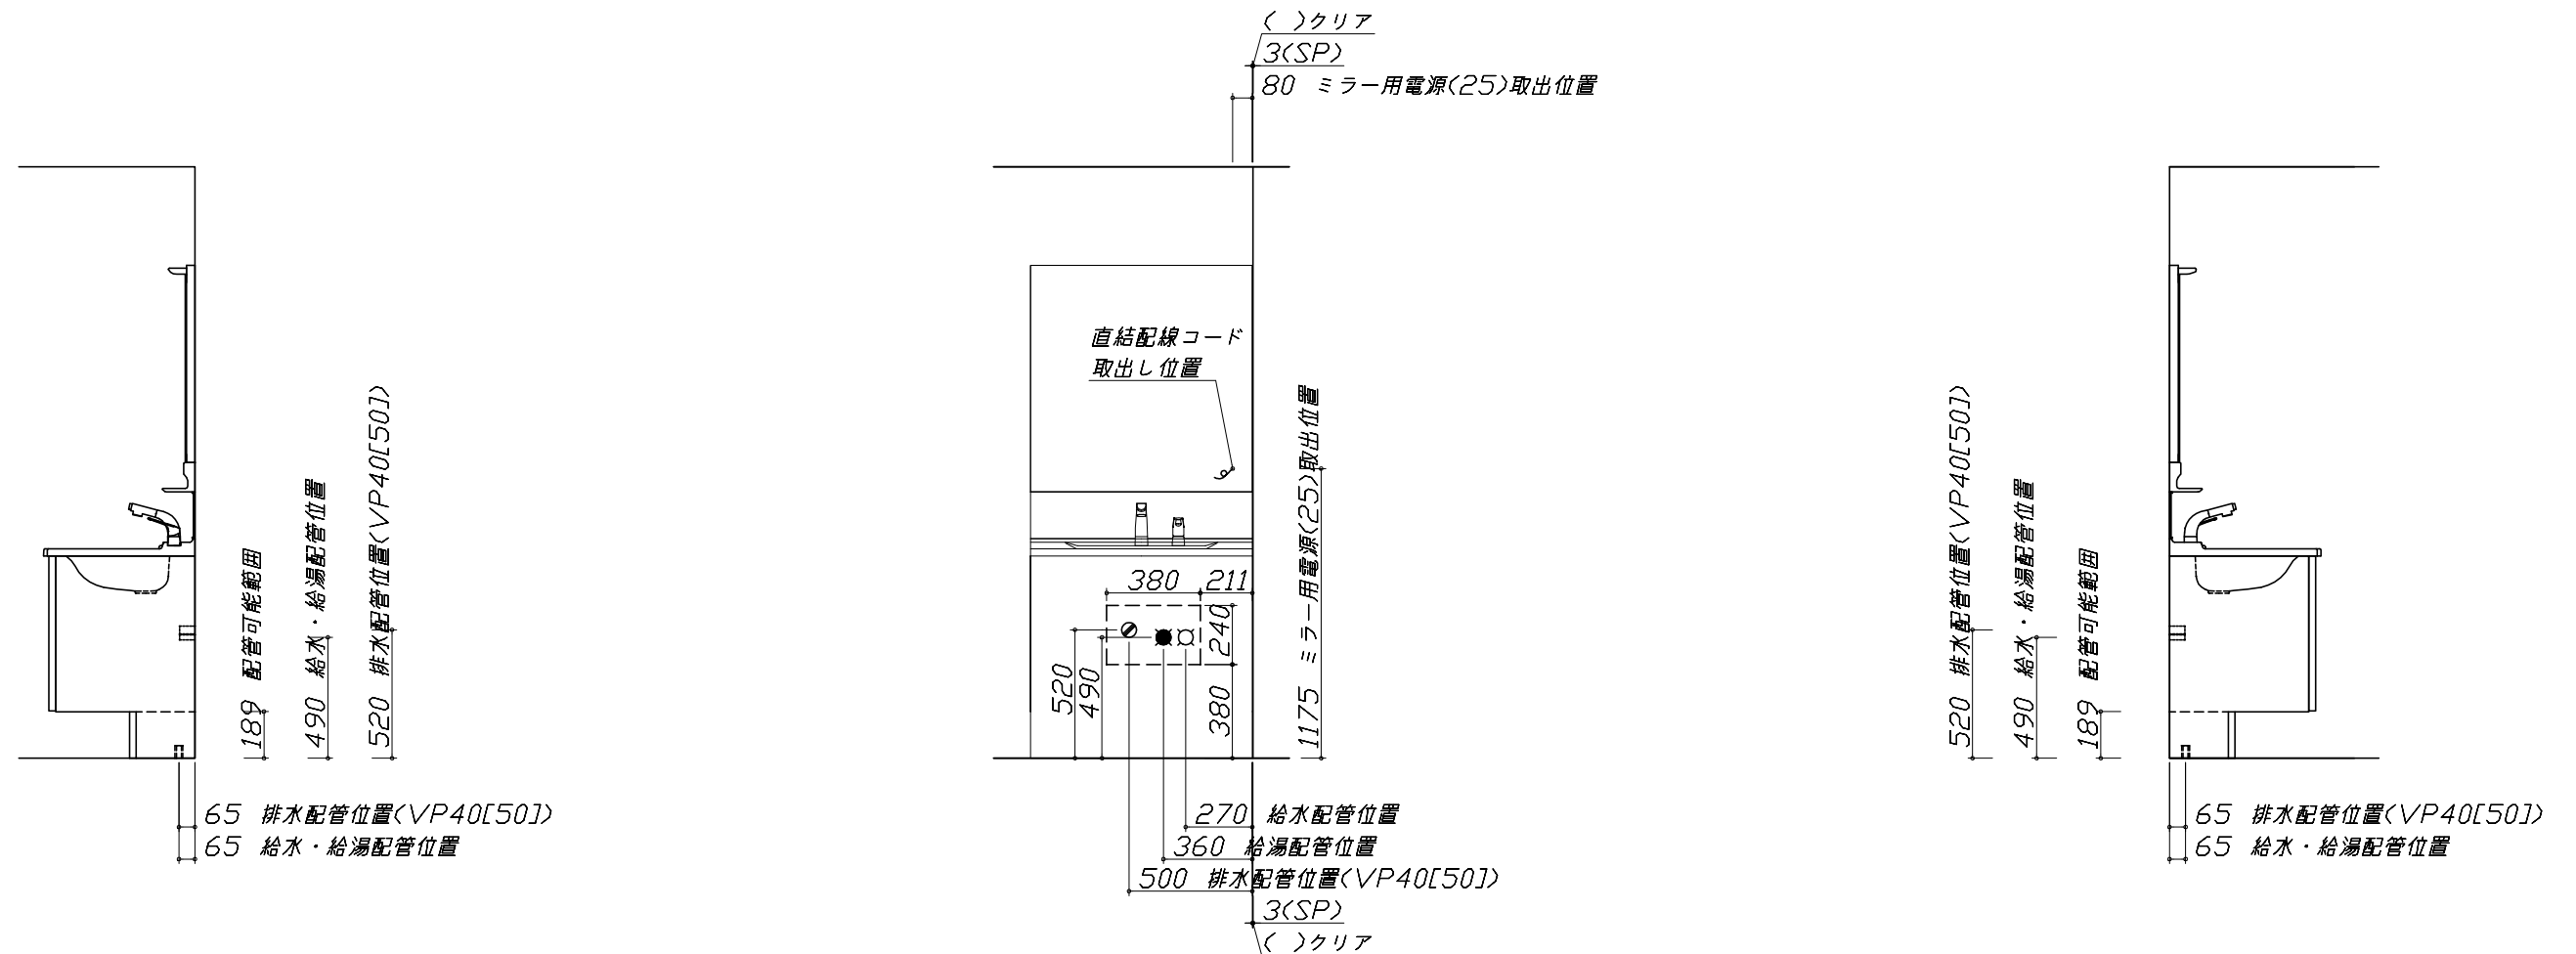 ( )クリア
3(SP)
80 ミラー用電源(25)取出位置
直結配線コード
取出し位置
189 配管可能範囲
490 給水・給湯配管位置
520 排水配管位置(VP40[50])
65 排水配管位置(VP40[50])
65 給水・給湯配管位置
380
211
240
380
520
490
1175 ミラー用電源(25)取出位置
270 給水配管位置
360 給湯配管位置
500 排水配管位置(VP40[50])
3(SP)
( )クリア
520 排水配管位置(VP40[50])
490 給水・給湯配管位置
189 配管可能範囲
65 排水配管位置(VP40[50])
65 給水・給湯配管位置